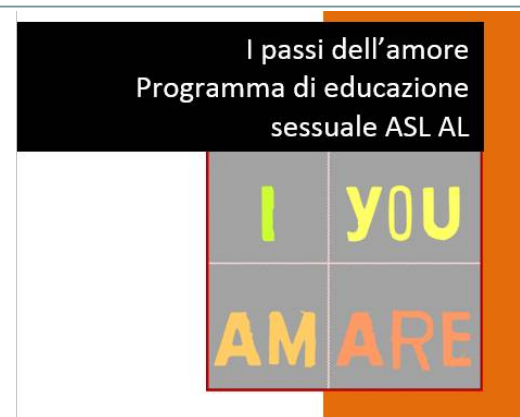 I passi dell'amore
Programma di educazione
sessuale ASL AL
I YOU
AM ARE